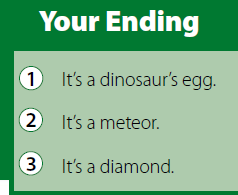 Your Ending
1 It's a dinosaur's egg.
2 It's a meteor.
3 It's a diamond.